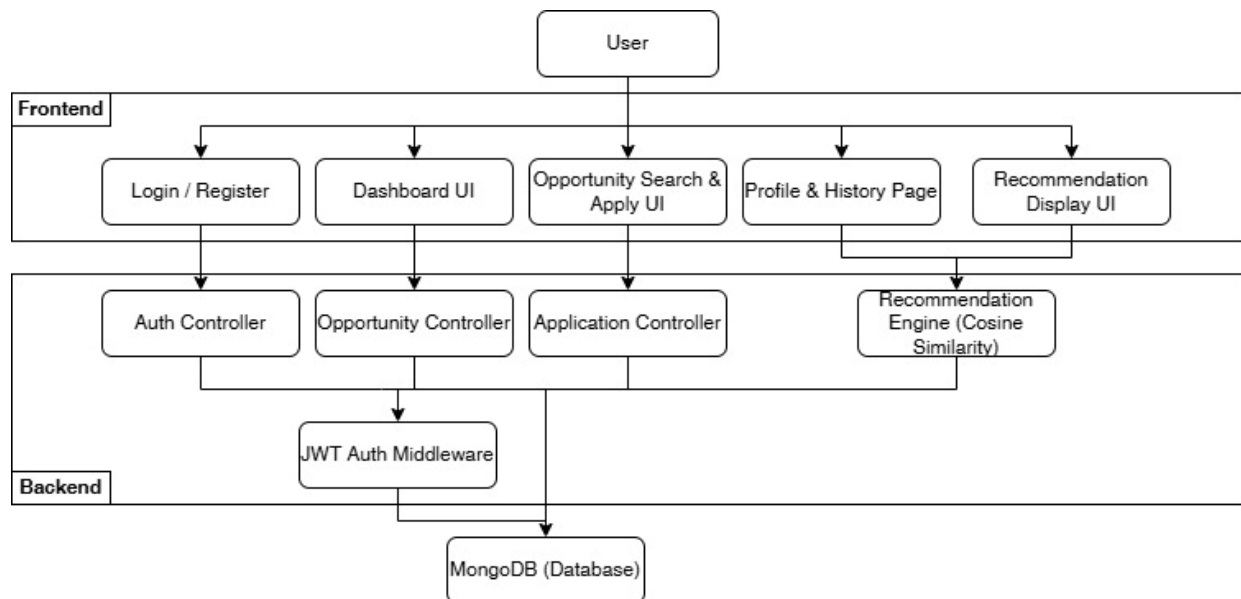 User
Frontend
Login / Register
Dashboard UI
Opportunity Search &
Apply UI
Profile & History Page
Recommendation
Display UI
Auth Controller
Opportunity Controller
Application Controller
Recommendation
Engine (Cosine
Similarity)
JWT Auth Middleware
Backend
MongoDB (Database)